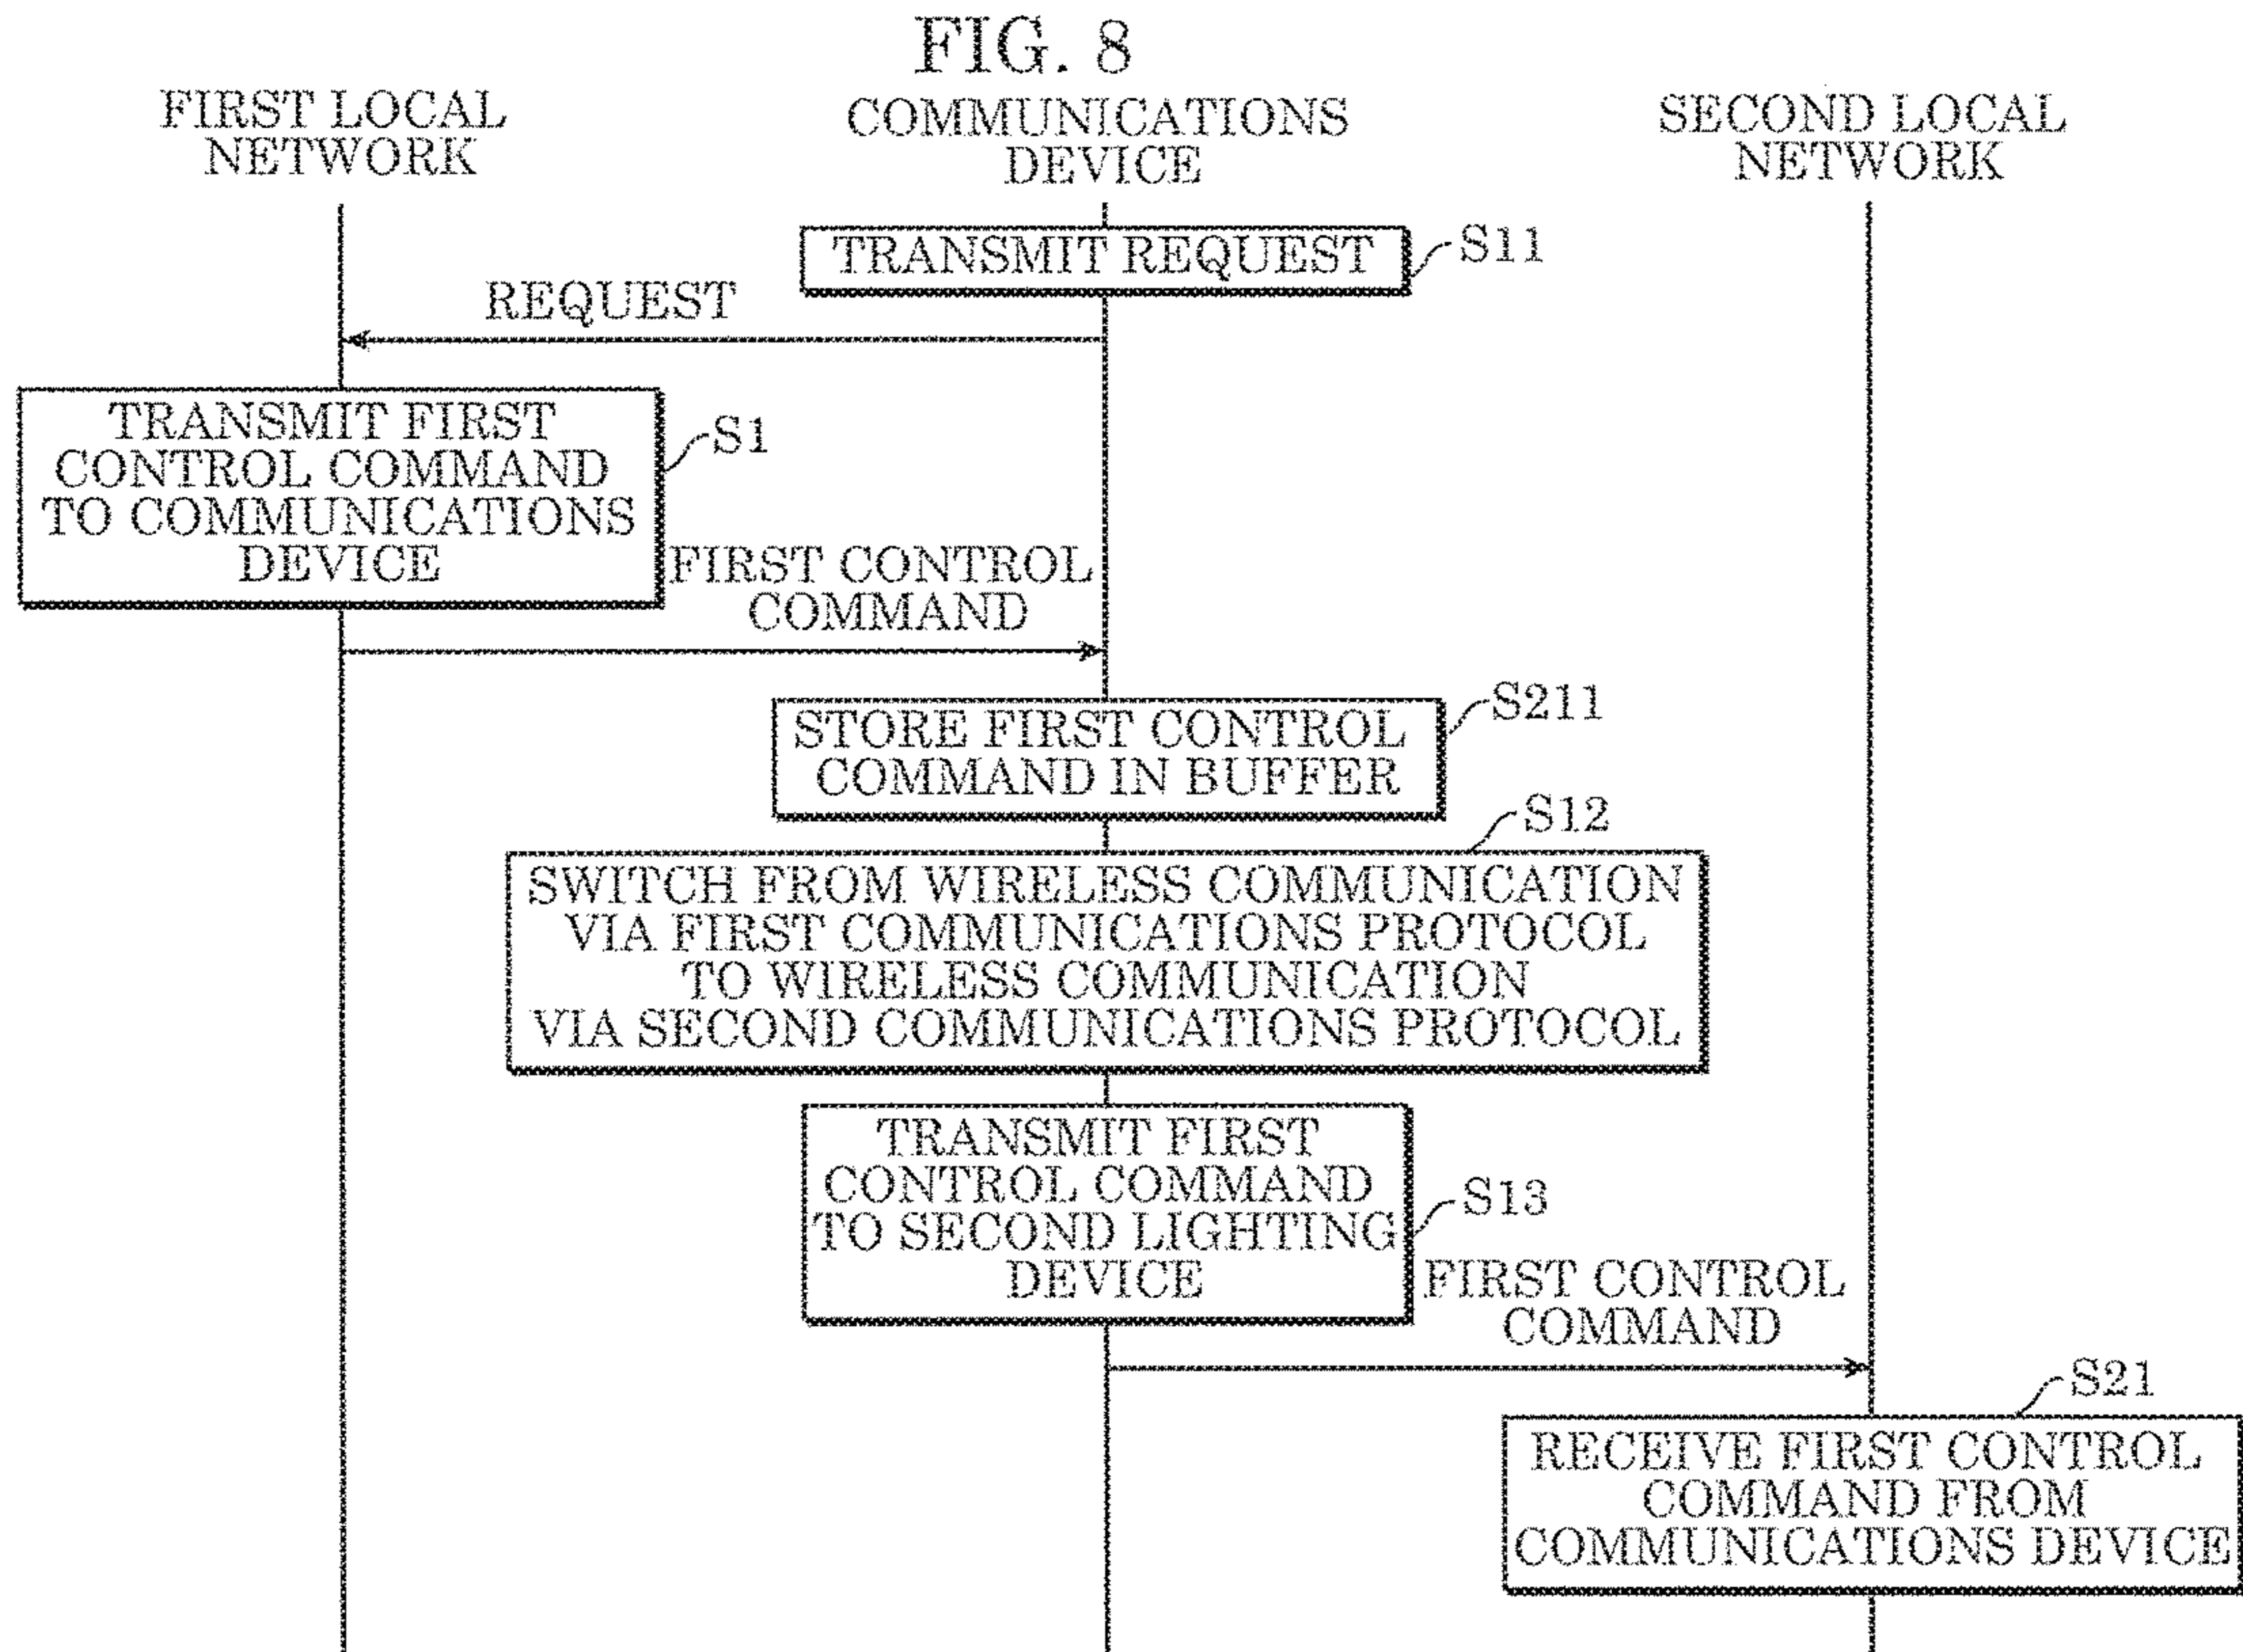 FIG. 8
FIRST LOCAL
NETWORK
COMMUNICATIONS
DEVICE
SECOND LOCAL
NETWORK
TRANSMIT REQUEST
S11
REQUEST
TRANSMIT FIRST
CONTROL COMMAND
TO COMMUNICATIONS
DEVICE
S1
FIRST CONTROL
COMMAND
STORE FIRST CONTROL
COMMAND IN BUFFER
S211
S12
SWITCH FROM WIRELESS COMMUNICATION
VIA FIRST COMMUNICATIONS PROTOCOL
TO WIRELESS COMMUNICATION
VIA SECOND COMMUNICATIONS PROTOCOL
TRANSMIT FIRST
CONTROL COMMAND
TO SECOND LIGHTING
DEVICE
S13
FIRST CONTROL
COMMAND
S21
RECEIVE FIRST CONTROL
COMMAND FROM
COMMUNICATIONS DEVICE